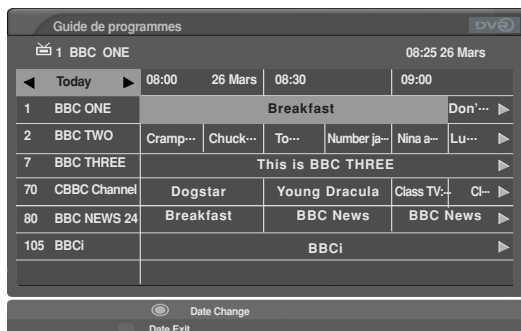 Guide de programmes DVR
1 BBC ONE 08:25 26 Mars
◀ Today ▶ 08:00 26 Mars 08:30 09:00
1 BBC ONE Breakfast Don'···
2 BBC TWO Cramp··· Chuck··· To··· Number ja··· Nina a··· Lu···
7 BBC THREE This is BBC THREE
70 CBBC Channel Dogstar Young Dracula Class TV:-- Cl···
80 BBC NEWS 24 Breakfast BBC News BBC News
105 BBCi BBCi
Date Change
Date Exit